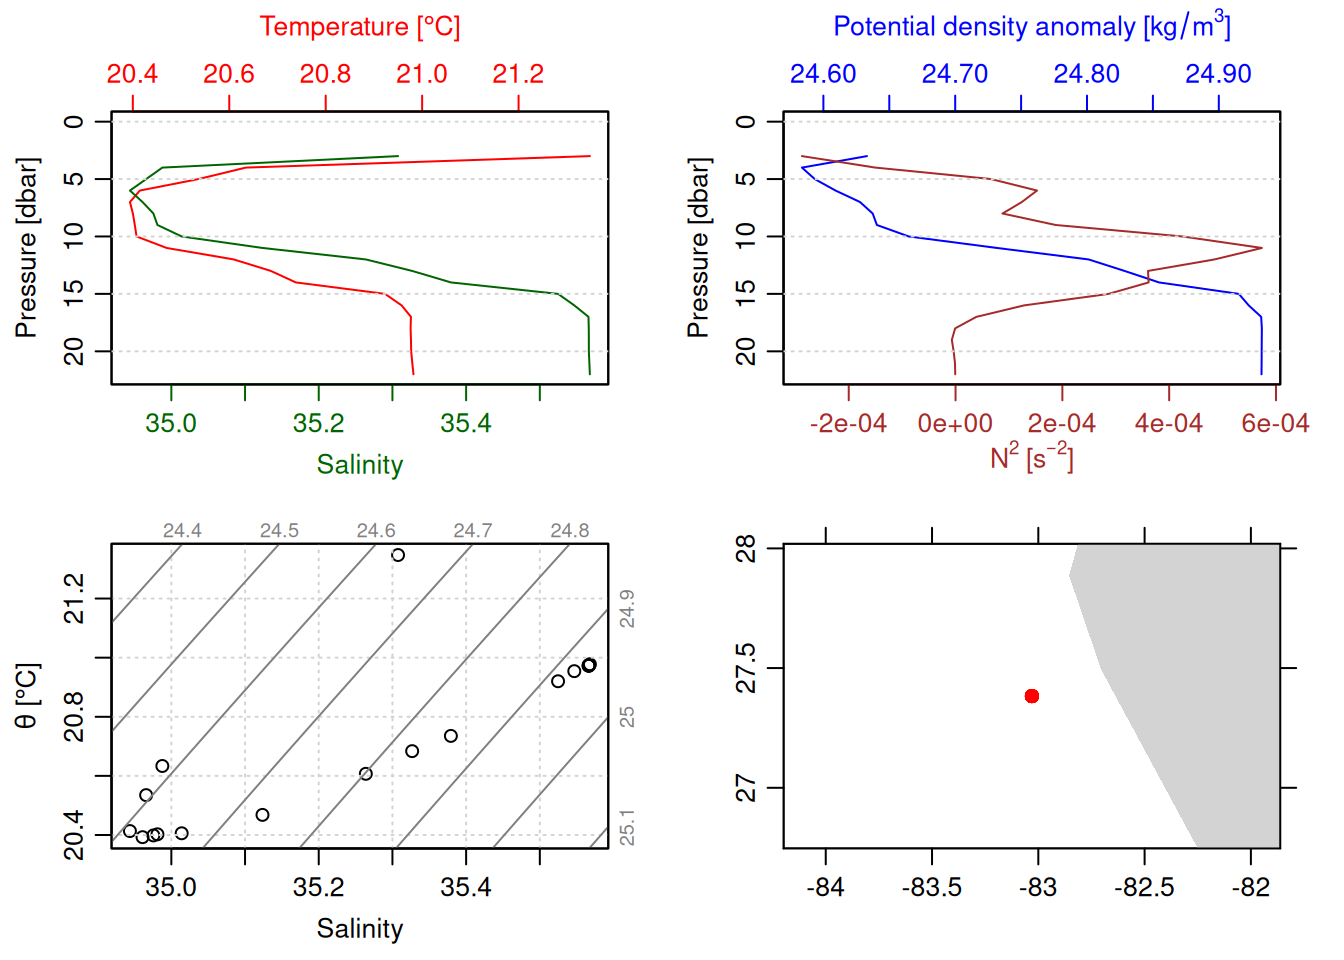 Temperature [°C]
20.4 20.6 20.8 21.0 21.2
Pressure [dbar]
0
5
10
15
20
35.0 35.2 35.4
Salinity
Potential density anomaly [kg/m³]
24.60 24.70 24.80 24.90
Pressure [dbar]
0
5
10
15
20
-2e-04 0e+00 2e-04 4e-04 6e-04
N² [s⁻²]
24.4 24.5 24.6 24.7 24.8
24.9
25
25.1
θ [°C]
21.2
20.8
20.4
35.0 35.2 35.4
Salinity
28
27.5
27
-84 -83.5 -83 -82.5 -82